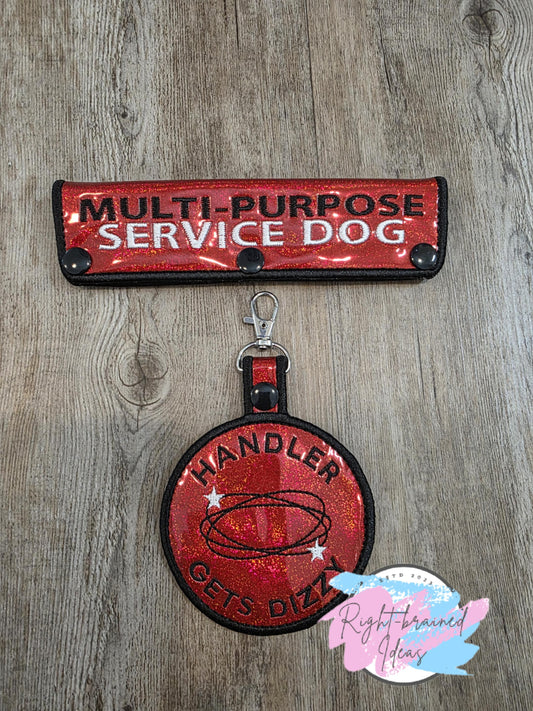 MULTI-PURPOSE
SERVICE DOG
HANDLER
GETS DIZZY
Right-brained
Ideas